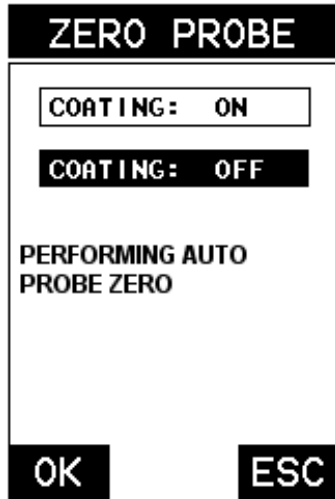 ZERO PROBE
COATING: ON
COATING: OFF
PERFORMING AUTO
PROBE ZERO
OK ESC